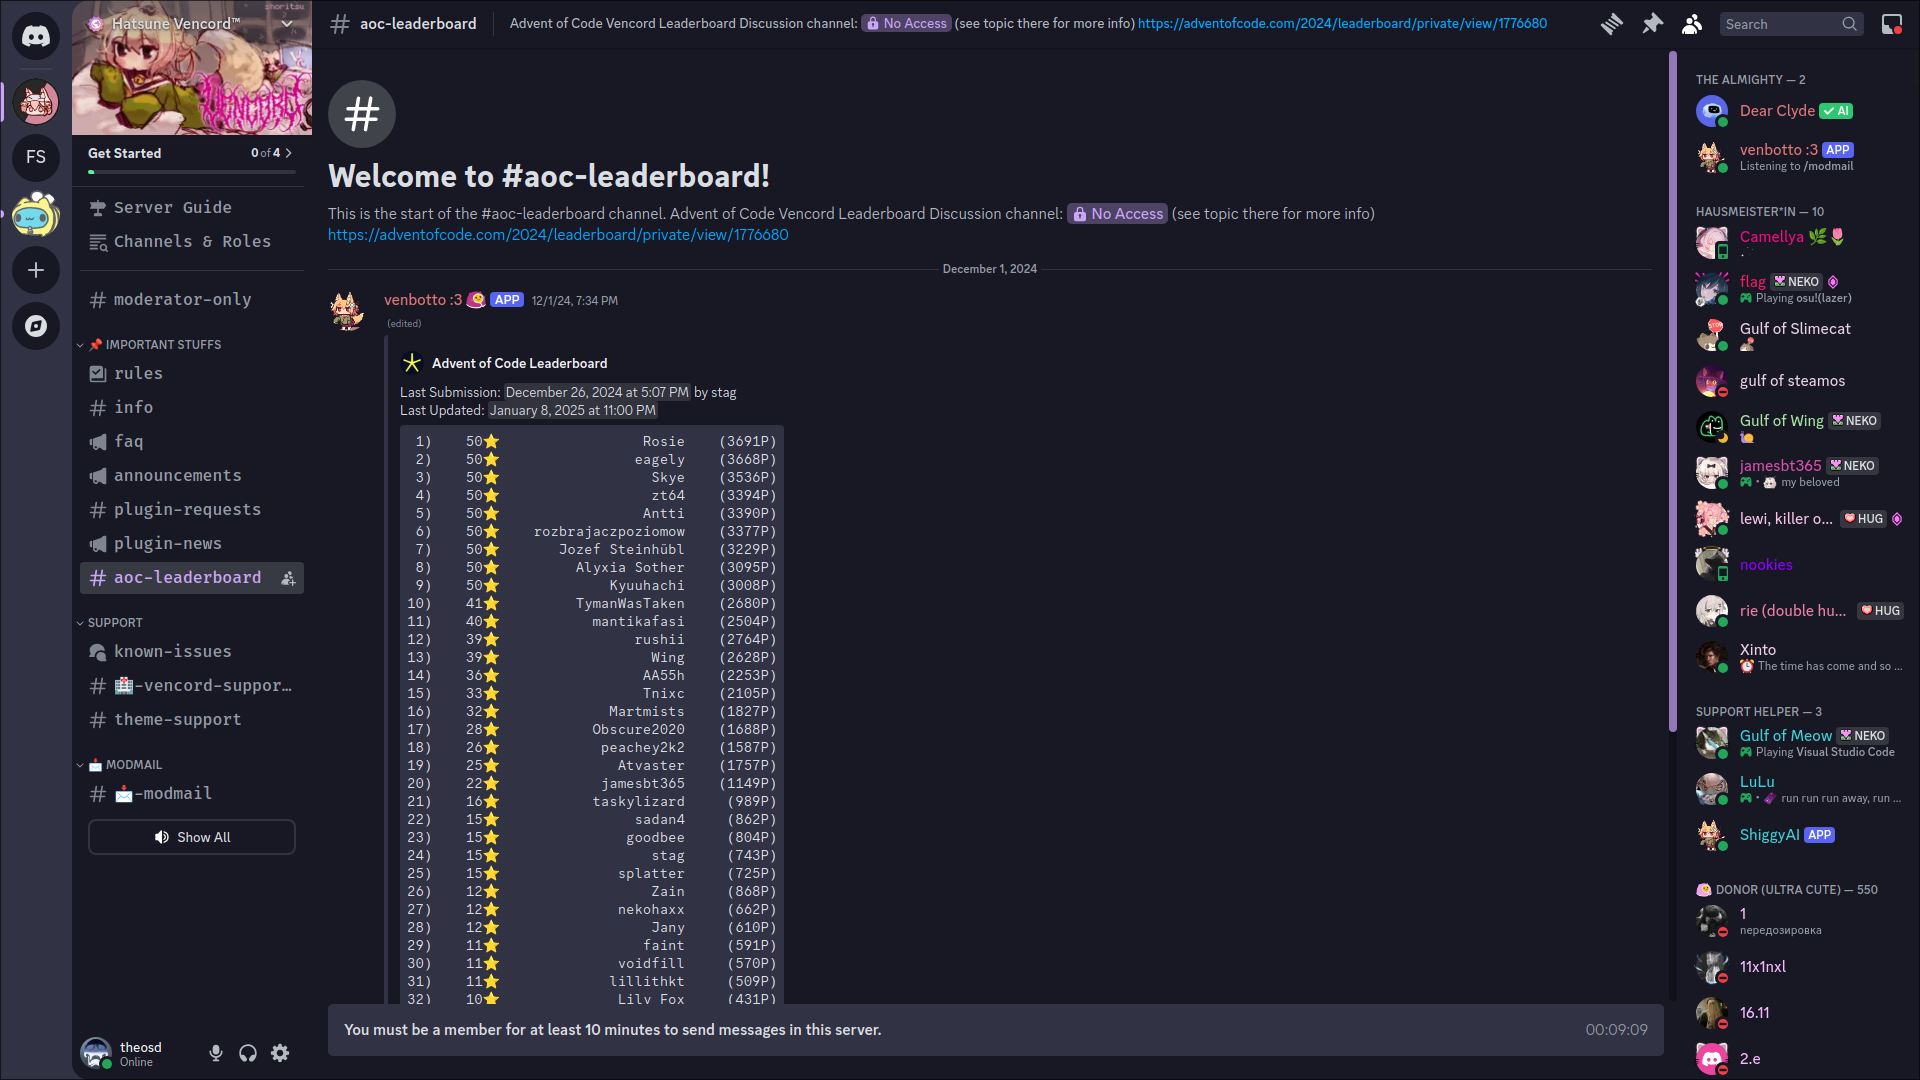 Hatsune Vencord™
shoritsu
VENCORD
Get Started
0 of 4
FS
Server Guide
Channels & Roles
# moderator-only
📌 IMPORTANT STUFFS
rules
# info
faq
announcements
# plugin-requests
plugin-news
# aoc-leaderboard
SUPPORT
known-issues
# 🏥-vencord-suppor...
# theme-support
📩 MODMAIL
# 📩-modmail
Show All
theosd
Online
# aoc-leaderboard
Advent of Code Vencord Leaderboard Discussion channel: No Access (see topic there for more info) https://adventofcode.com/2024/leaderboard/private/view/1776680
Search
Welcome to #aoc-leaderboard!
This is the start of the #aoc-leaderboard channel. Advent of Code Vencord Leaderboard Discussion channel: No Access (see topic there for more info)
https://adventofcode.com/2024/leaderboard/private/view/1776680
December 1, 2024
venbotto :3 APP 12/1/24, 7:34 PM
(edited)
Advent of Code Leaderboard
Last Submission: December 26, 2024 at 5:07 PM by stag
Last Updated: January 8, 2025 at 11:00 PM
1) 50⭐ Rosie (3691P)
2) 50⭐ eagely (3668P)
3) 50⭐ Skye (3536P)
4) 50⭐ zt64 (3394P)
5) 50⭐ Antti (3390P)
6) 50⭐ rozbrajaczpoziomow (3377P)
7) 50⭐ Jozef Steinhübl (3229P)
8) 50⭐ Alyxia Sother (3095P)
9) 50⭐ Kyuuhachi (3008P)
10) 41⭐ TymanWasTaken (2680P)
11) 40⭐ mantikafasi (2504P)
12) 39⭐ rushii (2764P)
13) 39⭐ Wing (2628P)
14) 36⭐ AA55h (2253P)
15) 33⭐ Tnixc (2105P)
16) 32⭐ Martmists (1827P)
17) 28⭐ Obscure2020 (1688P)
18) 26⭐ peachey2k2 (1587P)
19) 25⭐ Atvaster (1757P)
20) 22⭐ jamesbt365 (1149P)
21) 16⭐ taskylizard (989P)
22) 15⭐ sadan4 (862P)
23) 15⭐ goodbee (804P)
24) 15⭐ stag (743P)
25) 15⭐ splatter (725P)
26) 12⭐ Zain (868P)
27) 12⭐ nekohaxx (662P)
28) 12⭐ Jany (610P)
29) 11⭐ faint (591P)
30) 11⭐ voidfill (570P)
31) 11⭐ lillithkt (509P)
32) 10⭐ Lily Fox (431P)
You must be a member for at least 10 minutes to send messages in this server.
00:09:09
THE ALMIGHTY — 2
Dear Clyde ✓ AI
venbotto :3 APP
Listening to /modmail
HAUSMEISTER*IN — 10
Camellya 🌿🌷
flag NEKO
Playing osu!(lazer)
Gulf of Slimecat
gulf of steamos
Gulf of Wing NEKO
jamesbt365 NEKO
• my beloved
lewi, killer o... HUG
nookies
rie (double hu... HUG
Xinto
⏰ The time has come and so ...
SUPPORT HELPER — 3
Gulf of Meow NEKO
Playing Visual Studio Code
LuLu
• run run run away, run ...
ShiggyAI APP
DONOR (ULTRA CUTE) — 550
1
передозировка
11x1nxl
16.11
2.e